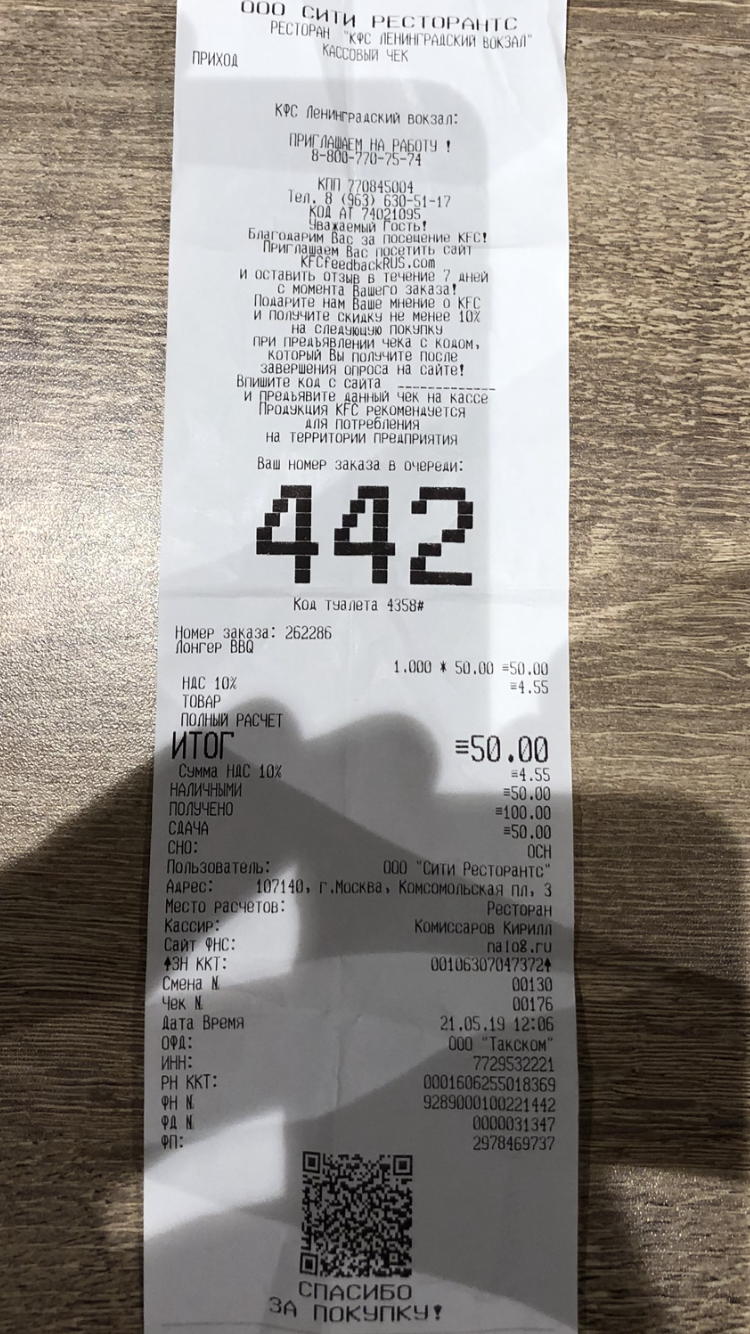 ООО СИТИ РЕСТОРАНТС
РЕСТОРАН "КФС ЛЕНИНГРАДСКИЙ ВОКЗАЛ"
КАССОВЫЙ ЧЕК
ПРИХОД
КФС Ленинградский вокзал:
ПРИГЛАШАЕМ НА РАБОТУ !
8-800-770-75-74
КПП 770845004
Тел. 8 (963) 630-51-17
КОД АТ 74021095
Уважаемый Гость!
Благодарим Вас за посещение KFC!
Приглашаем Вас посетить сайт
KFCfeedbackRUS.com
и оставить отзыв в течение 7 дней
с момента Вашего заказа!
Подарите нам Ваше мнение о KFC
и получите скидку не менее 10%
на следующую покупку
при предъявлении чека с кодом,
который Вы получите после
завершения опроса на сайте!
Впишите код с сайта ____________
и предъявите данный чек на кассе
Продукция KFC рекомендуется
для потребления
на территории предприятия
Ваш номер заказа в очереди:
442
Код туалета 4358#
Номер заказа: 262286
Лонгер BBQ
1.000 * 50.00 ≡50.00
НДС 10% ≡4.55
ТОВАР
ПОЛНЫЙ РАСЧЕТ
ИТОГ ≡50.00
Сумма НДС 10% ≡4.55
НАЛИЧНЫМИ ≡50.00
ПОЛУЧЕНО ≡100.00
СДАЧА ≡50.00
СНО: ОСН
Пользователь: ООО "Сити Ресторантс"
Адрес: 107140, г.Москва, Комсомольская пл, 3
Место расчетов: Ресторан
Кассир: Комиссаров Кирилл
Сайт ФНС: nalog.ru
↟ЗН ККТ: 00106307047372↟
Смена № 00130
Чек № 00176
Дата Время 21.05.19 12:06
ОФД: ООО "Такском"
ИНН: 7729532221
РН ККТ: 0001606255018369
ФН № 9289000100221442
ФД № 0000031347
ФП: 2978469737
СПАСИБО
ЗА ПОКУПКУ!